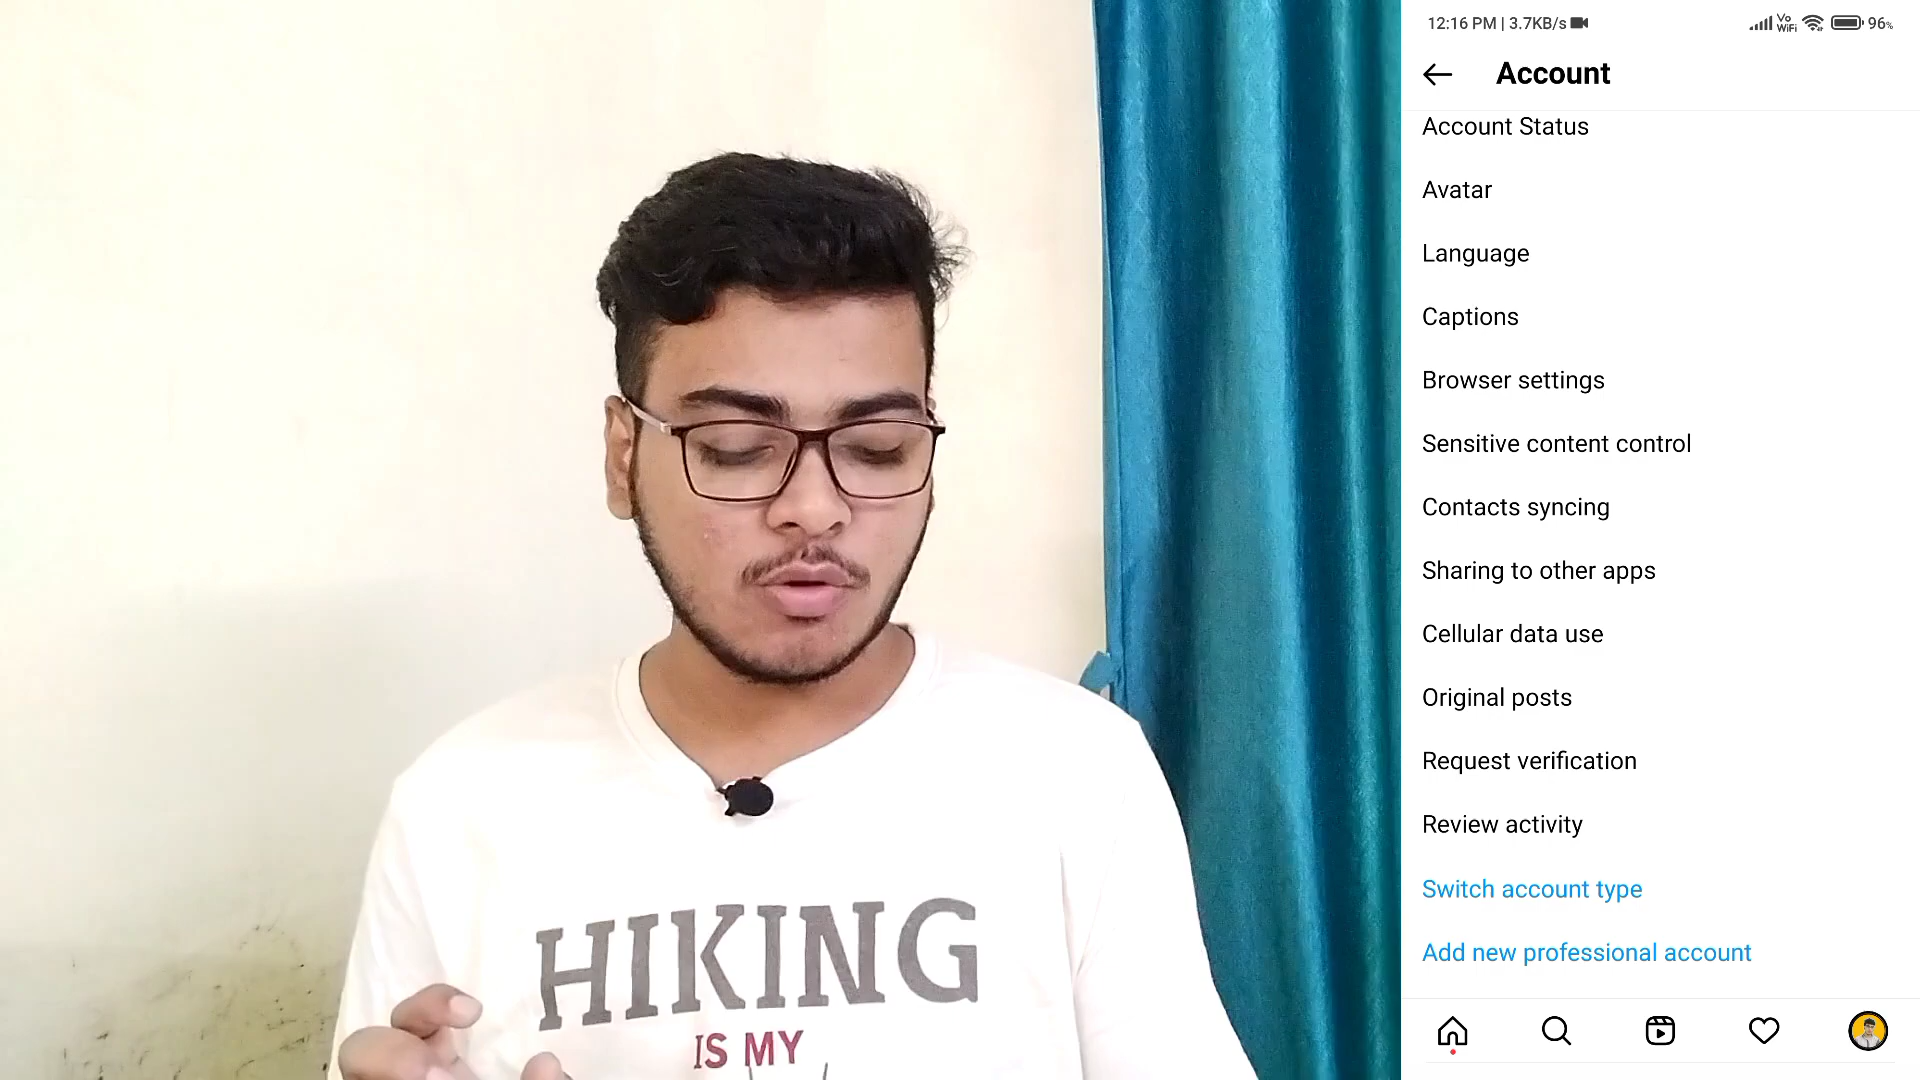 HIKING
IS MY
12:16 PM | 3.7KB/s
Vo
WiFi
96%
Account
Account Status
Avatar
Language
Captions
Browser settings
Sensitive content control
Contacts syncing
Sharing to other apps
Cellular data use
Original posts
Request verification
Review activity
Switch account type
Add new professional account